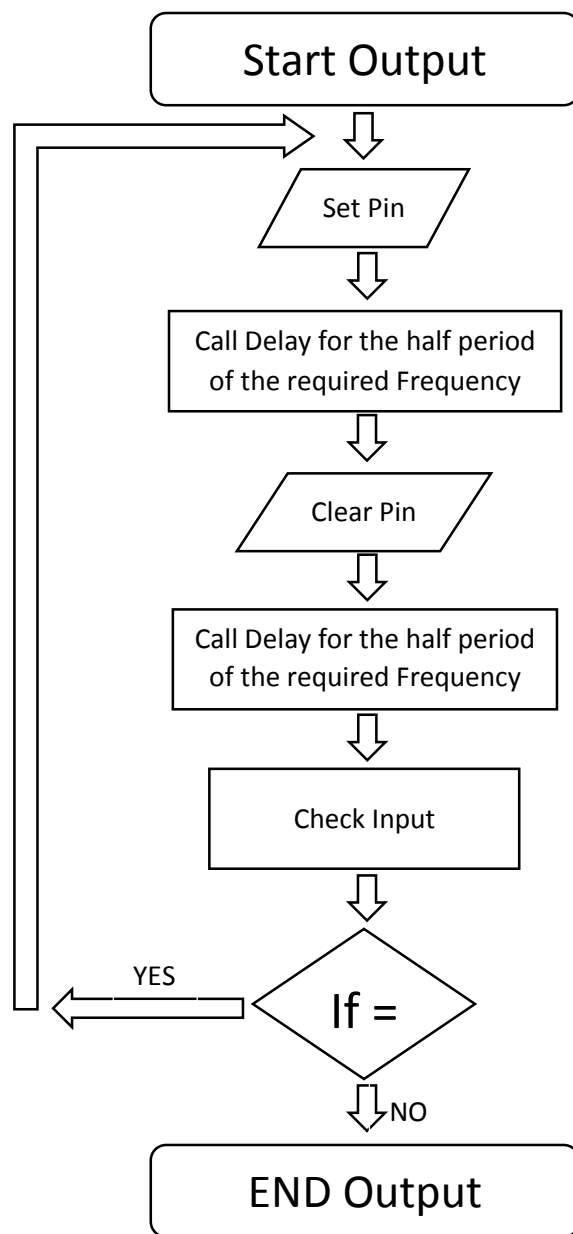 Start Output
Set Pin
Call Delay for the half period
of the required Frequency
Clear Pin
Call Delay for the half period
of the required Frequency
Check Input
YES
If =
NO
END Output